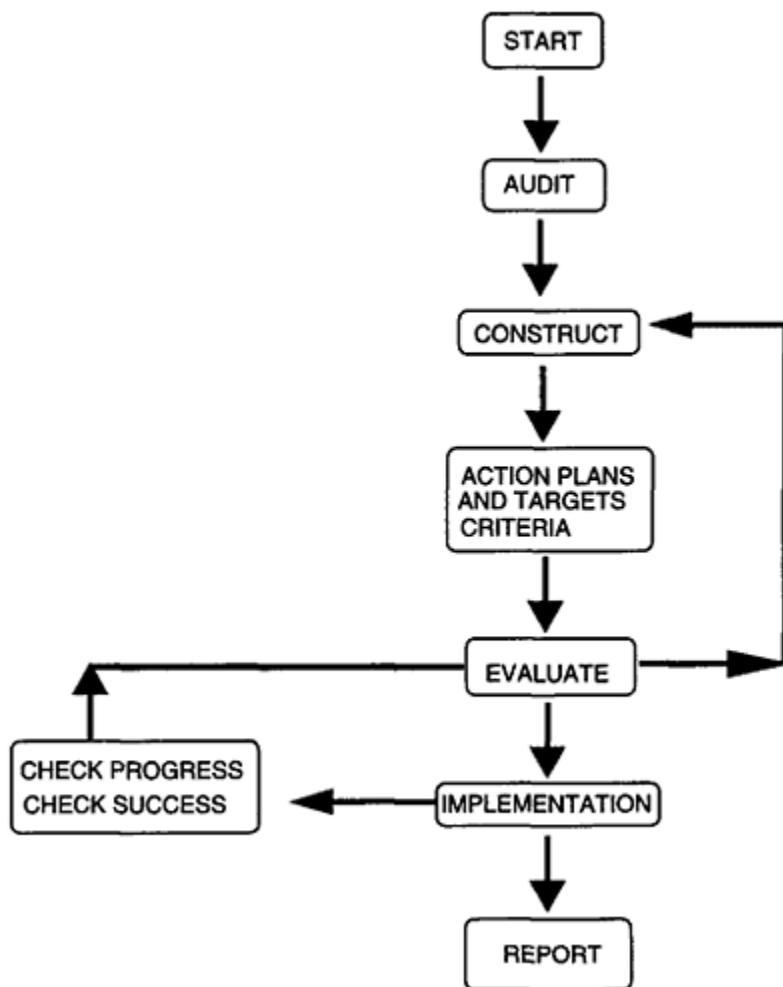 START
AUDIT
CONSTRUCT
ACTION PLANS
AND TARGETS
CRITERIA
EVALUATE
CHECK PROGRESS
CHECK SUCCESS
IMPLEMENTATION
REPORT